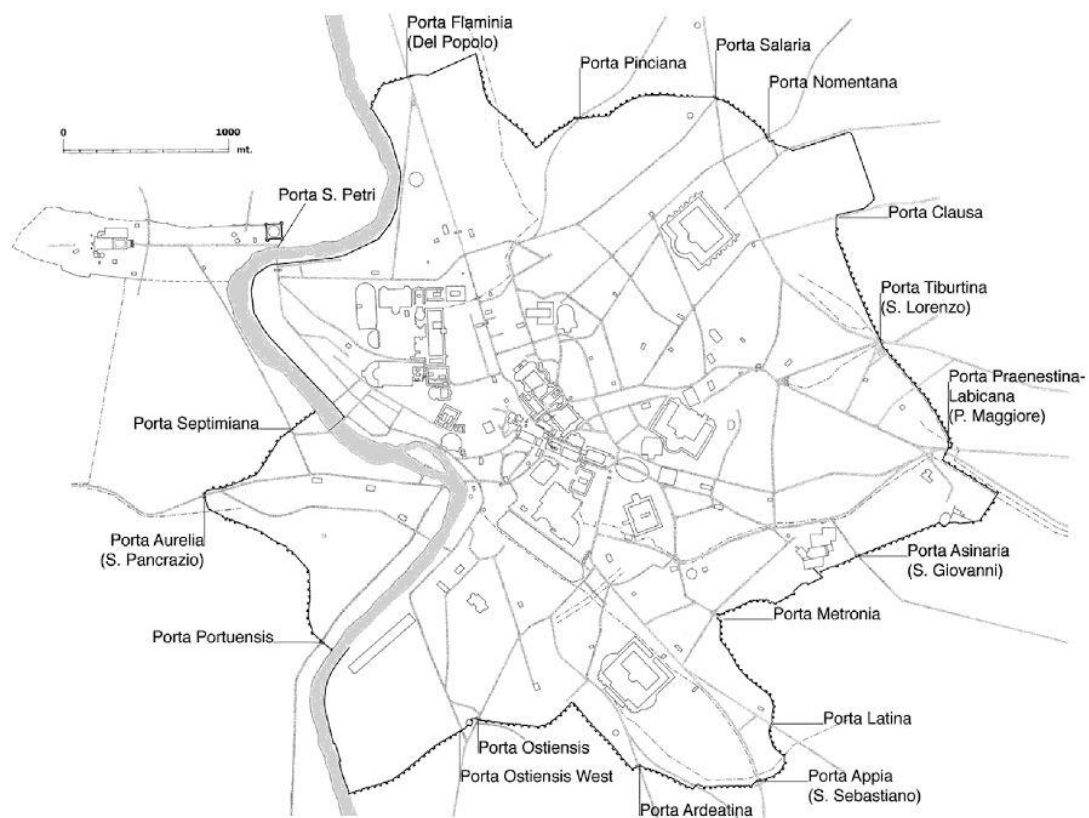 Porta Flaminia
(Del Popolo)
Porta Salaria
Porta Pinciana
Porta Nomentana
0 1000
mt.
Porta S. Petri
Porta Clausa
Porta Tiburtina
(S. Lorenzo)
Porta Praenestina-
Labicana
(P. Maggiore)
Porta Septimiana
Porta Aurelia
(S. Pancrazio)
Porta Asinaria
(S. Giovanni)
Porta Metronia
Porta Portuensis
Porta Latina
Porta Ostiensis
Porta Ostiensis West
Porta Appia
(S. Sebastiano)
Porta Ardeatina